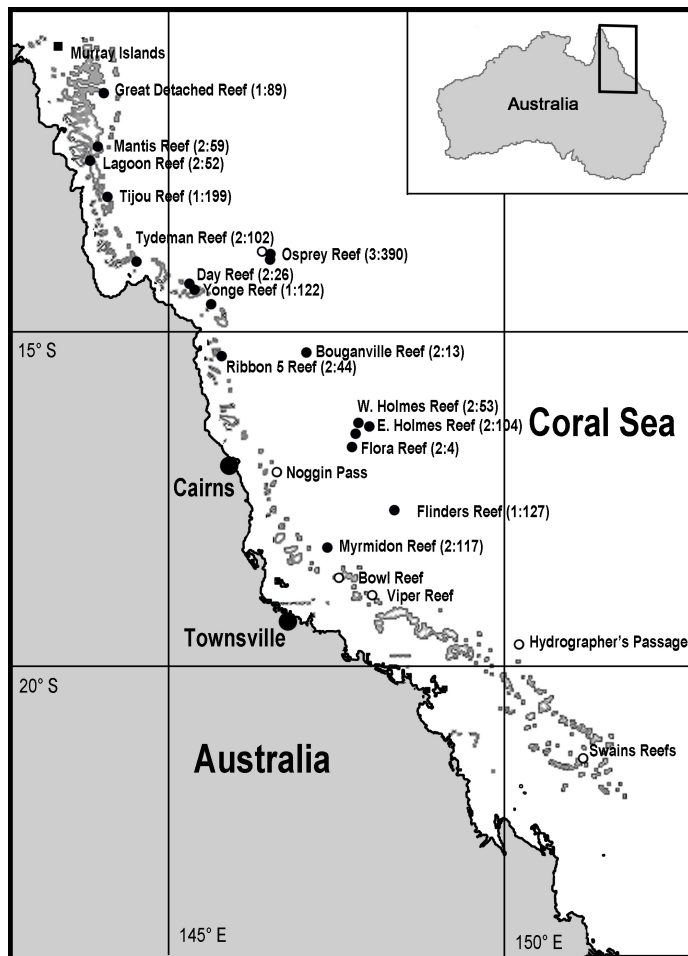 Murray Islands
Great Detached Reef (1:89)
Australia
Mantis Reef (2:59)
Lagoon Reef (2:52)
Tijou Reef (1:199)
Tydeman Reef (2:102)
Osprey Reef (3:390)
Day Reef (2:26)
Yonge Reef (1:122)
15° S
Bouganville Reef (2:13)
Ribbon 5 Reef (2:44)
W. Holmes Reef (2:53)
E. Holmes Reef (2:104)
Coral Sea
Flora Reef (2:4)
Noggin Pass
Cairns
Flinders Reef (1:127)
Myrmidon Reef (2:117)
Bowl Reef
Viper Reef
Townsville
Hydrographer's Passage
20° S
Swains Reefs
Australia
145° E
150° E